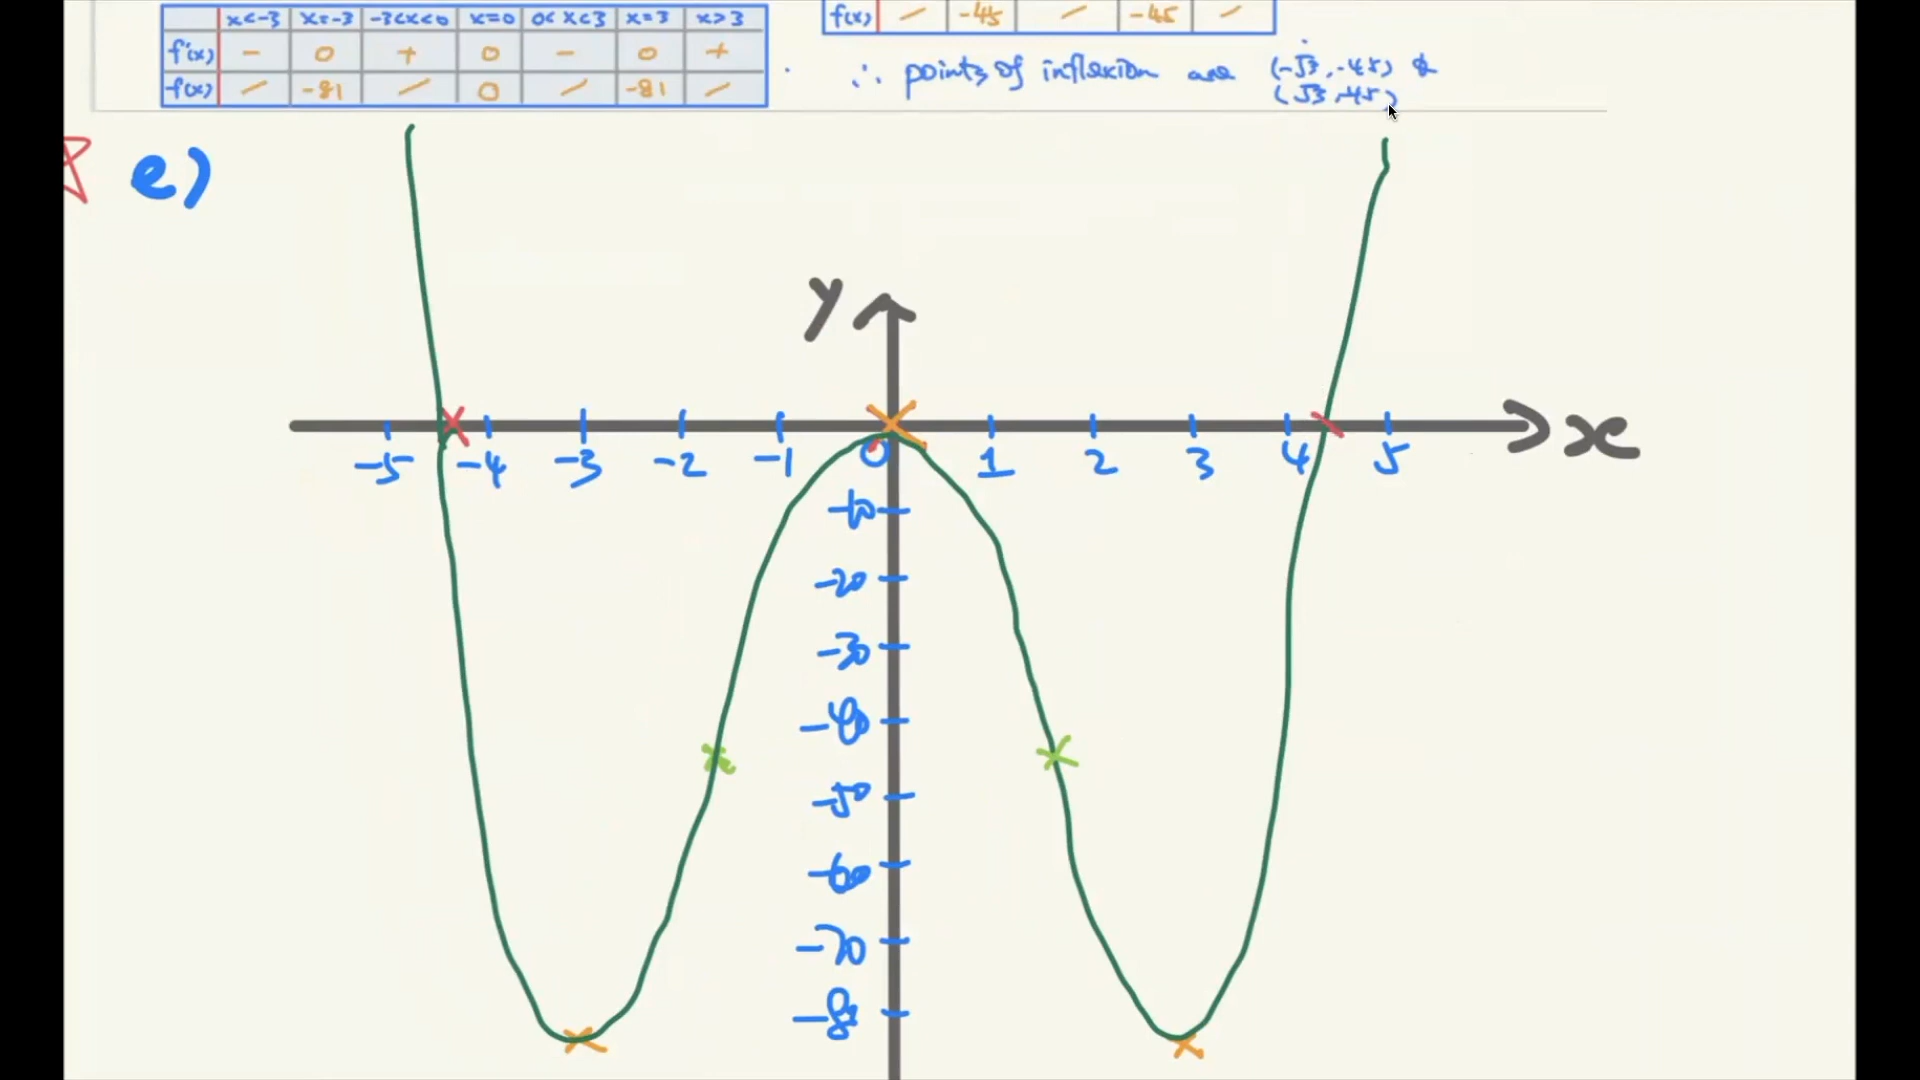 x<-3 x=-3 -3<x<0 x=0 0<x<3 x=3 x>3
f'(x) - 0 + 0 - 0 +
f(x) / -81 / 0 / -81 /
f(x) / -45 / -45 /
∴ points of inflexion are (-√3, -45) &
(√3, -45)
e)
y
x
-5 -4 -3 -2 -1 0 1 2 3 4 5
-10
-20
-30
-40
-50
-60
-70